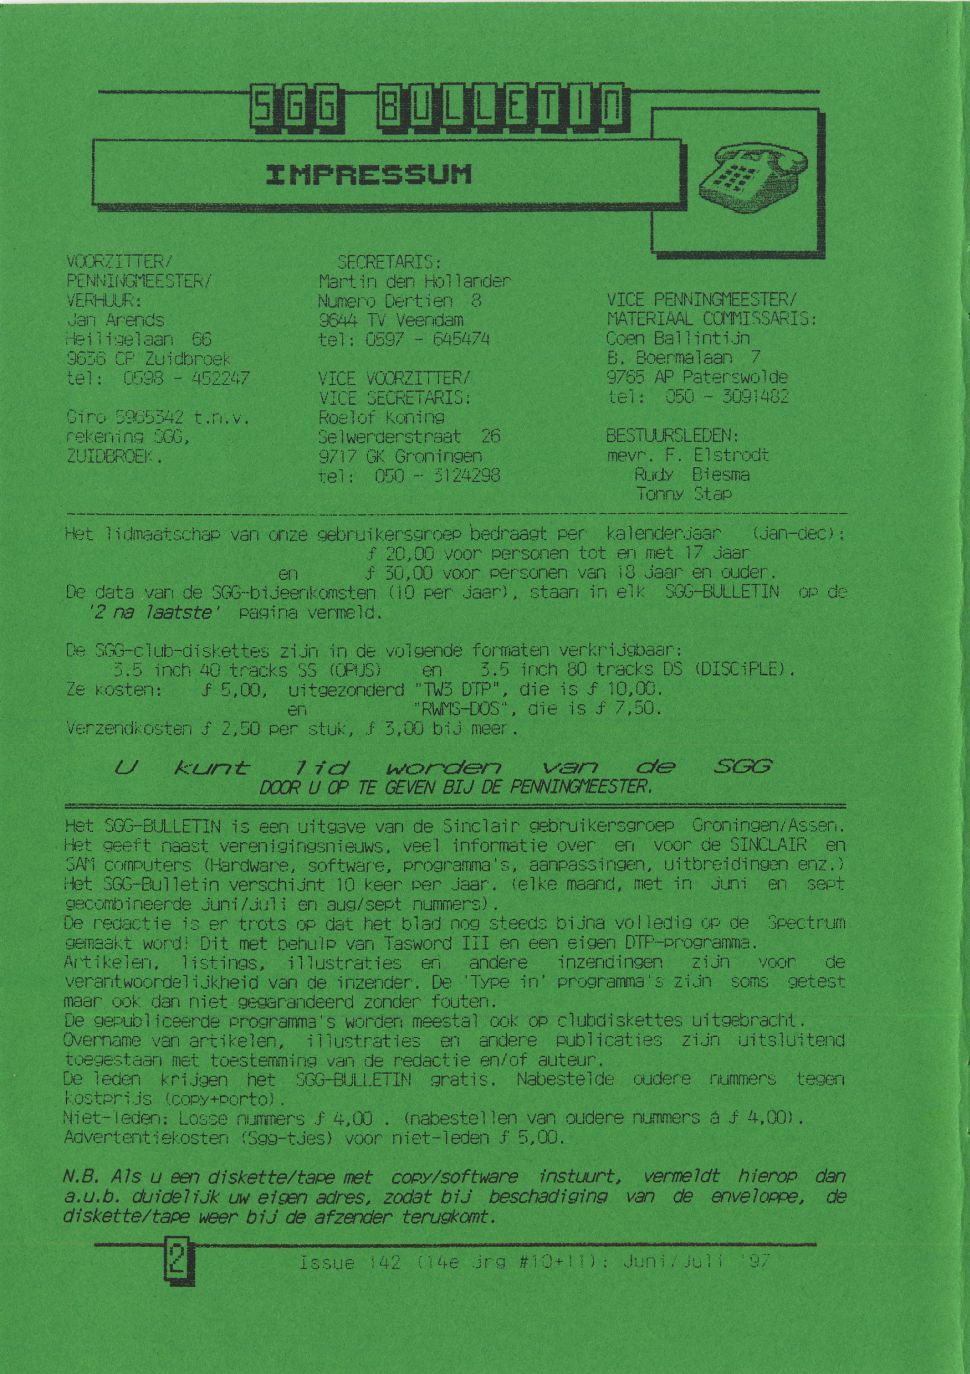 SGG BULLETIN
IMPRESSUM
VOORZITTER/
PENNINGMEESTER/
VERHUUR:
Jan Arends
Heiligelaan 66
9636 CP Zuidbroek
tel: 0598 - 452247
Giro 5965342 t.n.v.
rekening SGG,
ZUIDBROEK.
SECRETARIS:
Martin den Hollander
Numero Dertien 8
9644 TV Veendam
tel: 0597 - 645474
VICE VOORZITTER/
VICE SECRETARIS:
Roelof Koning
Selwerderstraat 26
9717 GK Groningen
tel: 050 - 3124298
VICE PENNINGMEESTER/
MATERIAAL COMMISSARIS:
Coen Ballintijn
B. Boermalaan 7
9765 AP Paterswolde
tel: 050 - 3091482
BESTUURSLEDEN:
mevr. F. Elstrodt
Rudy Biesma
Tonny Stap
Het lidmaatschap van onze gebruikersgroep bedraagt per kalenderjaar (jan-dec):
ƒ 20,00 voor personen tot en met 17 jaar
en ƒ 30,00 voor personen van 18 jaar en ouder.
De data van de SGG-bijeenkomsten (10 per jaar), staan in elk SGG-BULLETIN op de
'2 na laatste' pagina vermeld.
De SGG-club-diskettes zijn in de volgende formaten verkrijgbaar:
3.5 inch 40 tracks SS (OPUS) en 3.5 inch 80 tracks DS (DISCiPLE).
Ze kosten: ƒ 5,00, uitgezonderd "TW3 DTP", die is ƒ 10,00.
en "RWMS-DOS", die is ƒ 7,50.
Verzendkosten ƒ 2,50 per stuk, ƒ 3,00 bij meer.
U kunt lid worden van de SGG
DOOR U OP TE GEVEN BIJ DE PENNINGMEESTER.
Het SGG-BULLETIN is een uitgave van de Sinclair gebruikersgroep Groningen/Assen.
Het geeft naast verenigingsnieuws, veel informatie over en voor de SINCLAIR en
SAM computers (Hardware, software, programma's, aanpassingen, uitbreidingen enz.)
Het SGG-Bulletin verschijnt 10 keer per jaar. (elke maand, met in juni en sept
gecombineerde juni/juli en aug/sept nummers).
De redactie is er trots op dat het blad nog steeds bijna volledig op de Spectrum
gemaakt word! Dit met behulp van Tasword III en een eigen DTP-programma.
Artikelen, listings, illustraties en andere inzendingen zijn voor de
verantwoordelijkheid van de inzender. De 'Type in' programma's zijn soms getest
maar ook dan niet gegarandeerd zonder fouten.
De gepubliceerde programma's worden meestal ook op clubdiskettes uitgebracht.
Overname van artikelen, illustraties en andere publicaties zijn uitsluitend
toegestaan met toestemming van de redactie en/of auteur.
De leden krijgen het SGG-BULLETIN gratis. Nabestelde oudere nummers tegen
kostprijs (copy+porto).
Niet-leden: Losse nummers ƒ 4,00 . (nabestellen van oudere nummers à ƒ 4,00).
Advertentiekosten (Sgg-tjes) voor niet-leden ƒ 5,00.
N.B. Als u een diskette/tape met copy/software instuurt, vermeldt hierop dan
a.u.b. duidelijk uw eigen adres, zodat bij beschadiging van de enveloppe, de
diskette/tape weer bij de afzender terugkomt.
2
Issue 142 (14e jrg #10+11): Juni/Juli '97